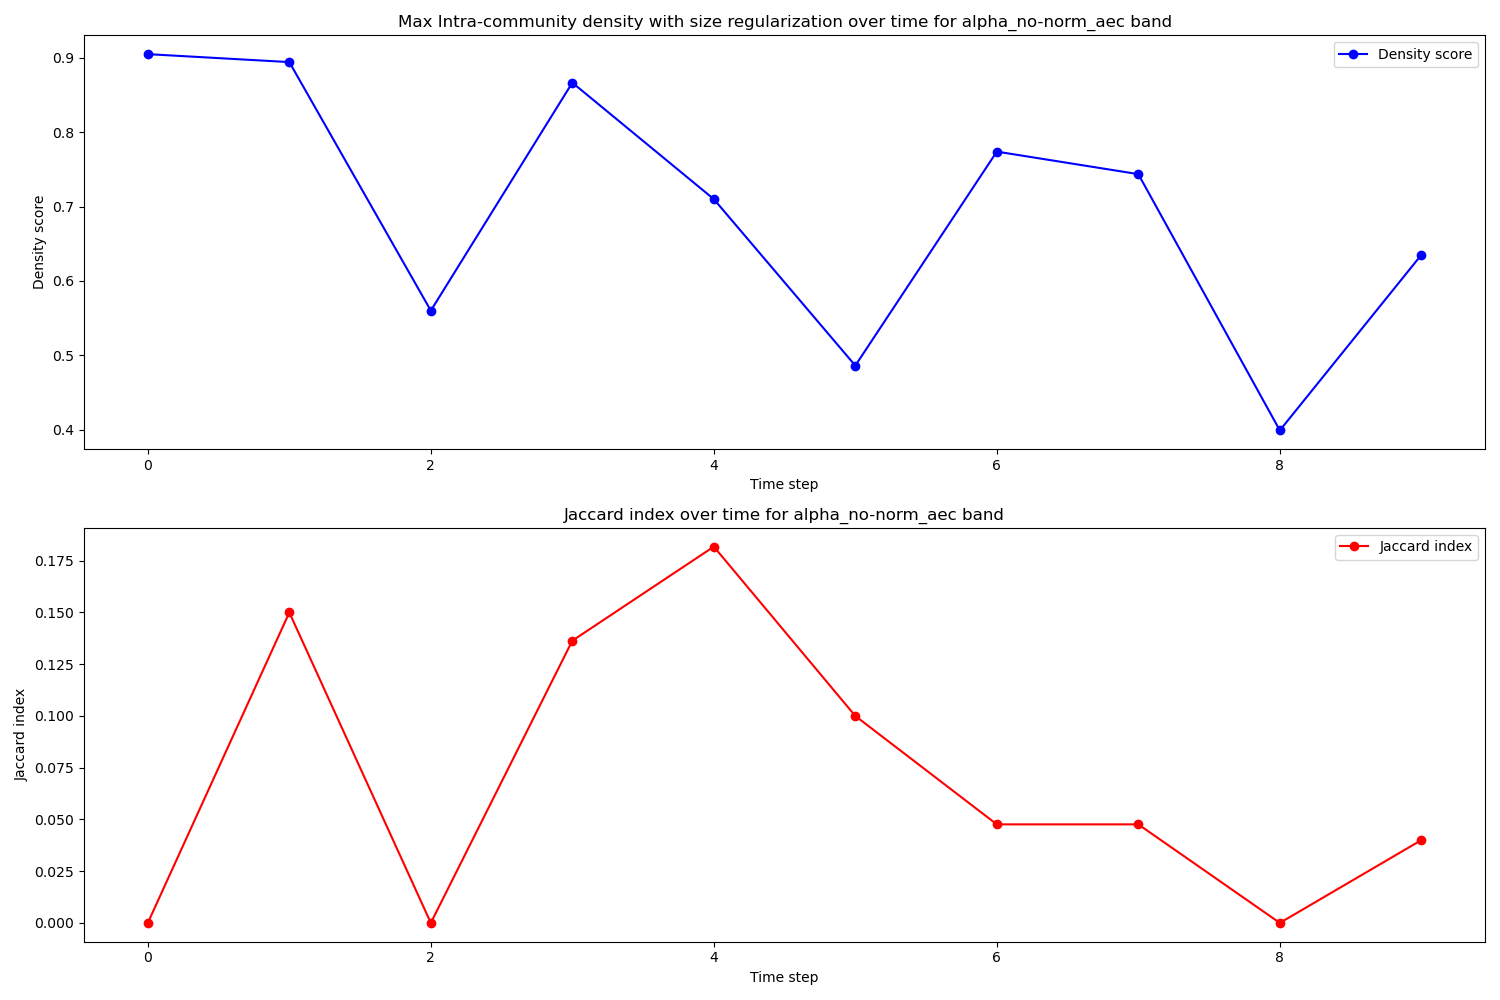 Max Intra-community density with size regularization over time for alpha_no-norm_aec band
Density score
0.9
0.8
0.7
0.6
0.5
0.4
Density score
0 2 4 6 8
Time step
Jaccard index over time for alpha_no-norm_aec band
Jaccard index
0.175
0.150
0.125
0.100
0.075
0.050
0.025
0.000
Jaccard index
0 2 4 6 8
Time step